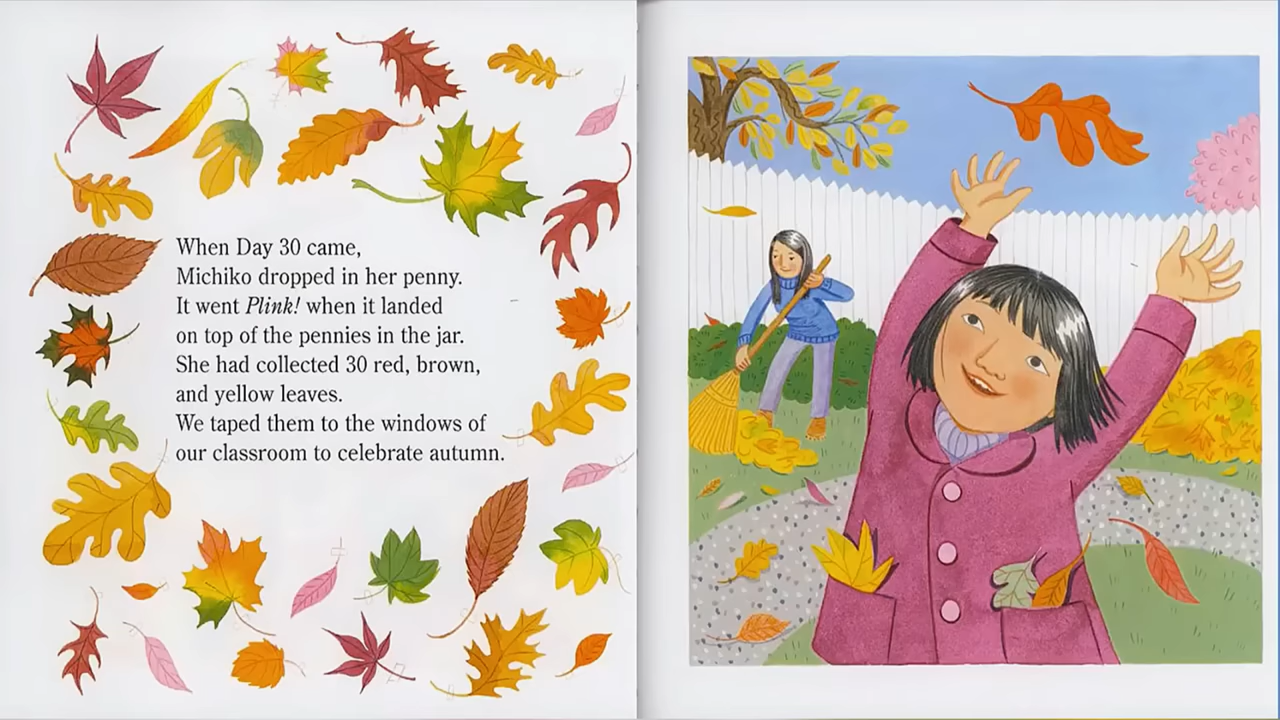 When Day 30 came,
Michiko dropped in her penny.
It went Plink! when it landed
on top of the pennies in the jar.
She had collected 30 red, brown,
and yellow leaves.
We taped them to the windows of
our classroom to celebrate autumn.